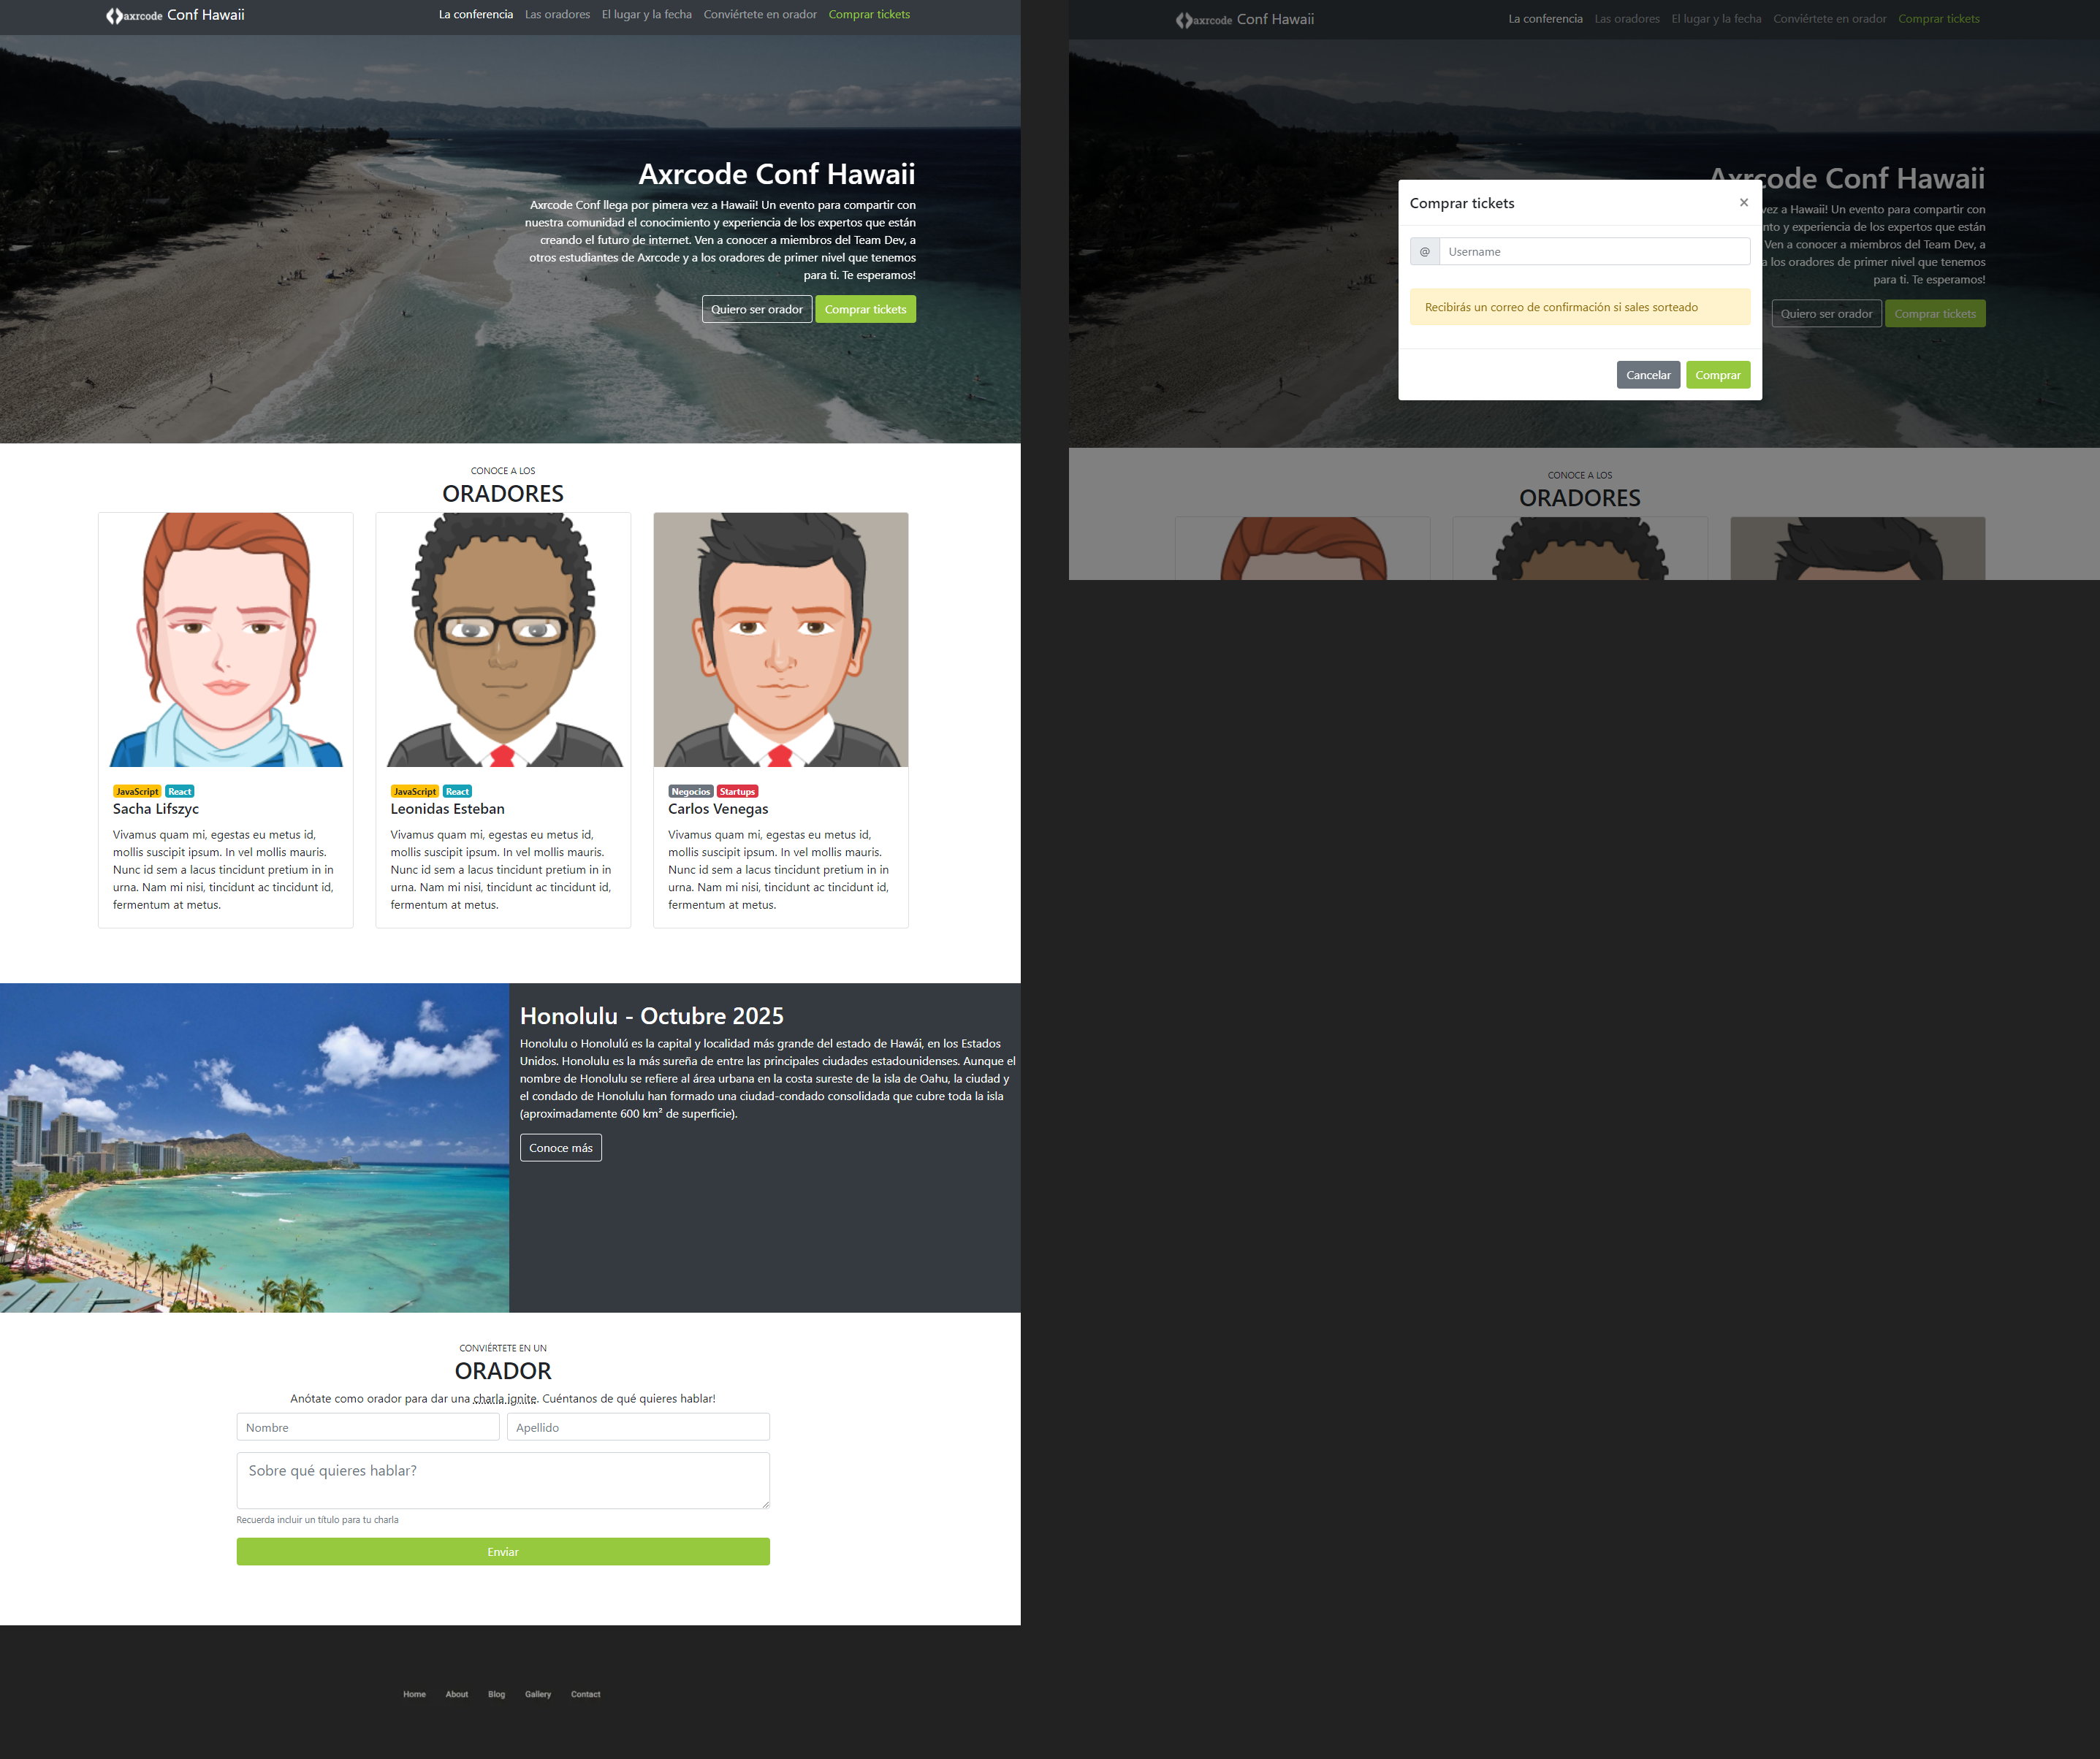 axrcode Conf Hawaii
La conferencia Las oradores El lugar y la fecha Conviértete en orador Comprar tickets
Axrcode Conf Hawaii
Axrcode Conf llega por pimera vez a Hawaii! Un evento para compartir con
nuestra comunidad el conocimiento y experiencia de los expertos que están
creando el futuro de internet. Ven a conocer a miembros del Team Dev, a
otros estudiantes de Axrcode y a los oradores de primer nivel que tenemos
para ti. Te esperamos!
Quiero ser orador Comprar tickets
CONOCE A LOS
ORADORES
JavaScript React
Sacha Lifszyc
Vivamus quam mi, egestas eu metus id,
mollis suscipit ipsum. In vel mollis mauris.
Nunc id sem a lacus tincidunt pretium in in
urna. Nam mi nisi, tincidunt ac tincidunt id,
fermentum at metus.
JavaScript React
Leonidas Esteban
Vivamus quam mi, egestas eu metus id,
mollis suscipit ipsum. In vel mollis mauris.
Nunc id sem a lacus tincidunt pretium in in
urna. Nam mi nisi, tincidunt ac tincidunt id,
fermentum at metus.
Negocios Startups
Carlos Venegas
Vivamus quam mi, egestas eu metus id,
mollis suscipit ipsum. In vel mollis mauris.
Nunc id sem a lacus tincidunt pretium in in
urna. Nam mi nisi, tincidunt ac tincidunt id,
fermentum at metus.
Honolulu - Octubre 2025
Honolulu o Honolulú es la capital y localidad más grande del estado de Hawái, en los Estados
Unidos. Honolulu es la más sureña de entre las principales ciudades estadounidenses. Aunque el
nombre de Honolulu se refiere al área urbana en la costa sureste de la isla de Oahu, la ciudad y
el condado de Honolulu han formado una ciudad-condado consolidada que cubre toda la isla
(aproximadamente 600 km² de superficie).
Conoce más
CONVIÉRTETE EN UN
ORADOR
Anótate como orador para dar una charla ignite. Cuéntanos de qué quieres hablar!
Nombre Apellido
Sobre qué quieres hablar?
Recuerda incluir un título para tu charla
Enviar
Home About Blog Gallery Contact
axrcode Conf Hawaii
La conferencia Las oradores El lugar y la fecha Conviértete en orador Comprar tickets
Axrcode Conf Hawaii
vez a Hawaii! Un evento para compartir con
nto y experiencia de los expertos que están
Ven a conocer a miembros del Team Dev, a
a los oradores de primer nivel que tenemos
para ti. Te esperamos!
Quiero ser orador Comprar tickets
Comprar tickets ×
@ Username
Recibirás un correo de confirmación si sales sorteado
Cancelar Comprar
CONOCE A LOS
ORADORES